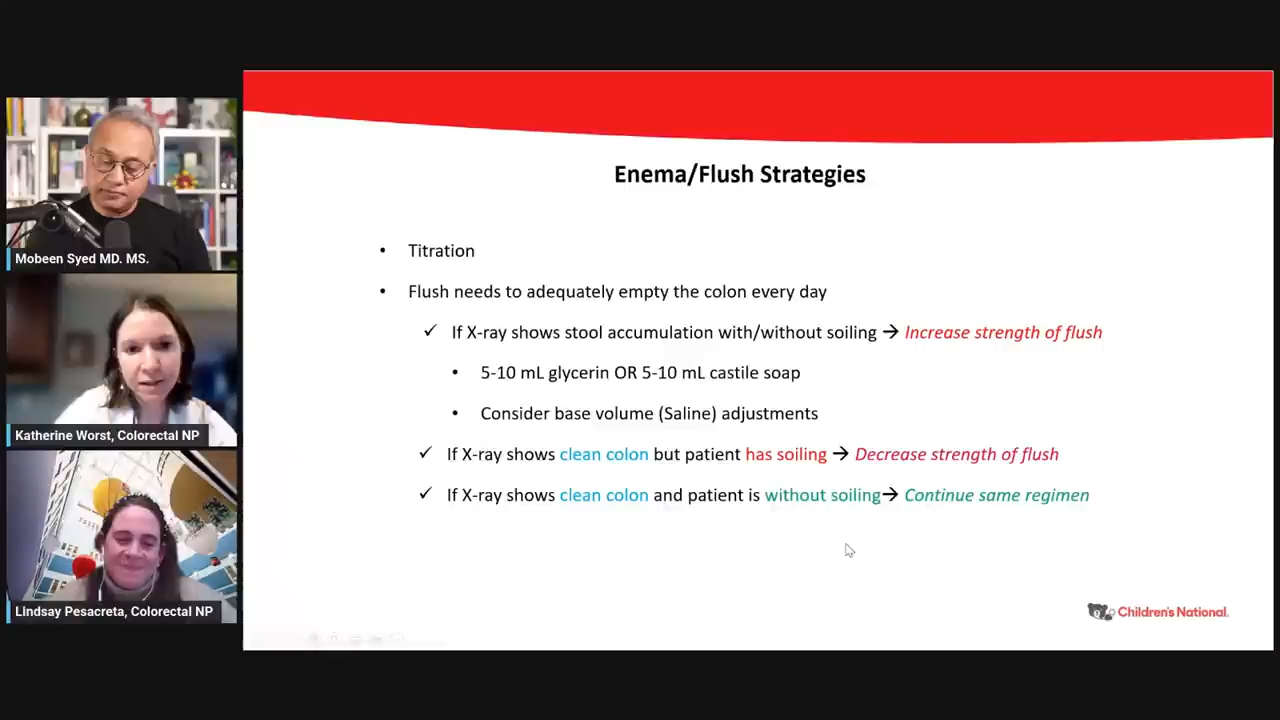 Mobeen Syed MD. MS.
Katherine Worst, Colorectal NP
Lindsay Pesacreta, Colorectal NP
Enema/Flush Strategies
• Titration
• Flush needs to adequately empty the colon every day
✓ If X-ray shows stool accumulation with/without soiling → Increase strength of flush
• 5-10 mL glycerin OR 5-10 mL castile soap
• Consider base volume (Saline) adjustments
✓ If X-ray shows clean colon but patient has soiling → Decrease strength of flush
✓ If X-ray shows clean colon and patient is without soiling→ Continue same regimen
Children's National.